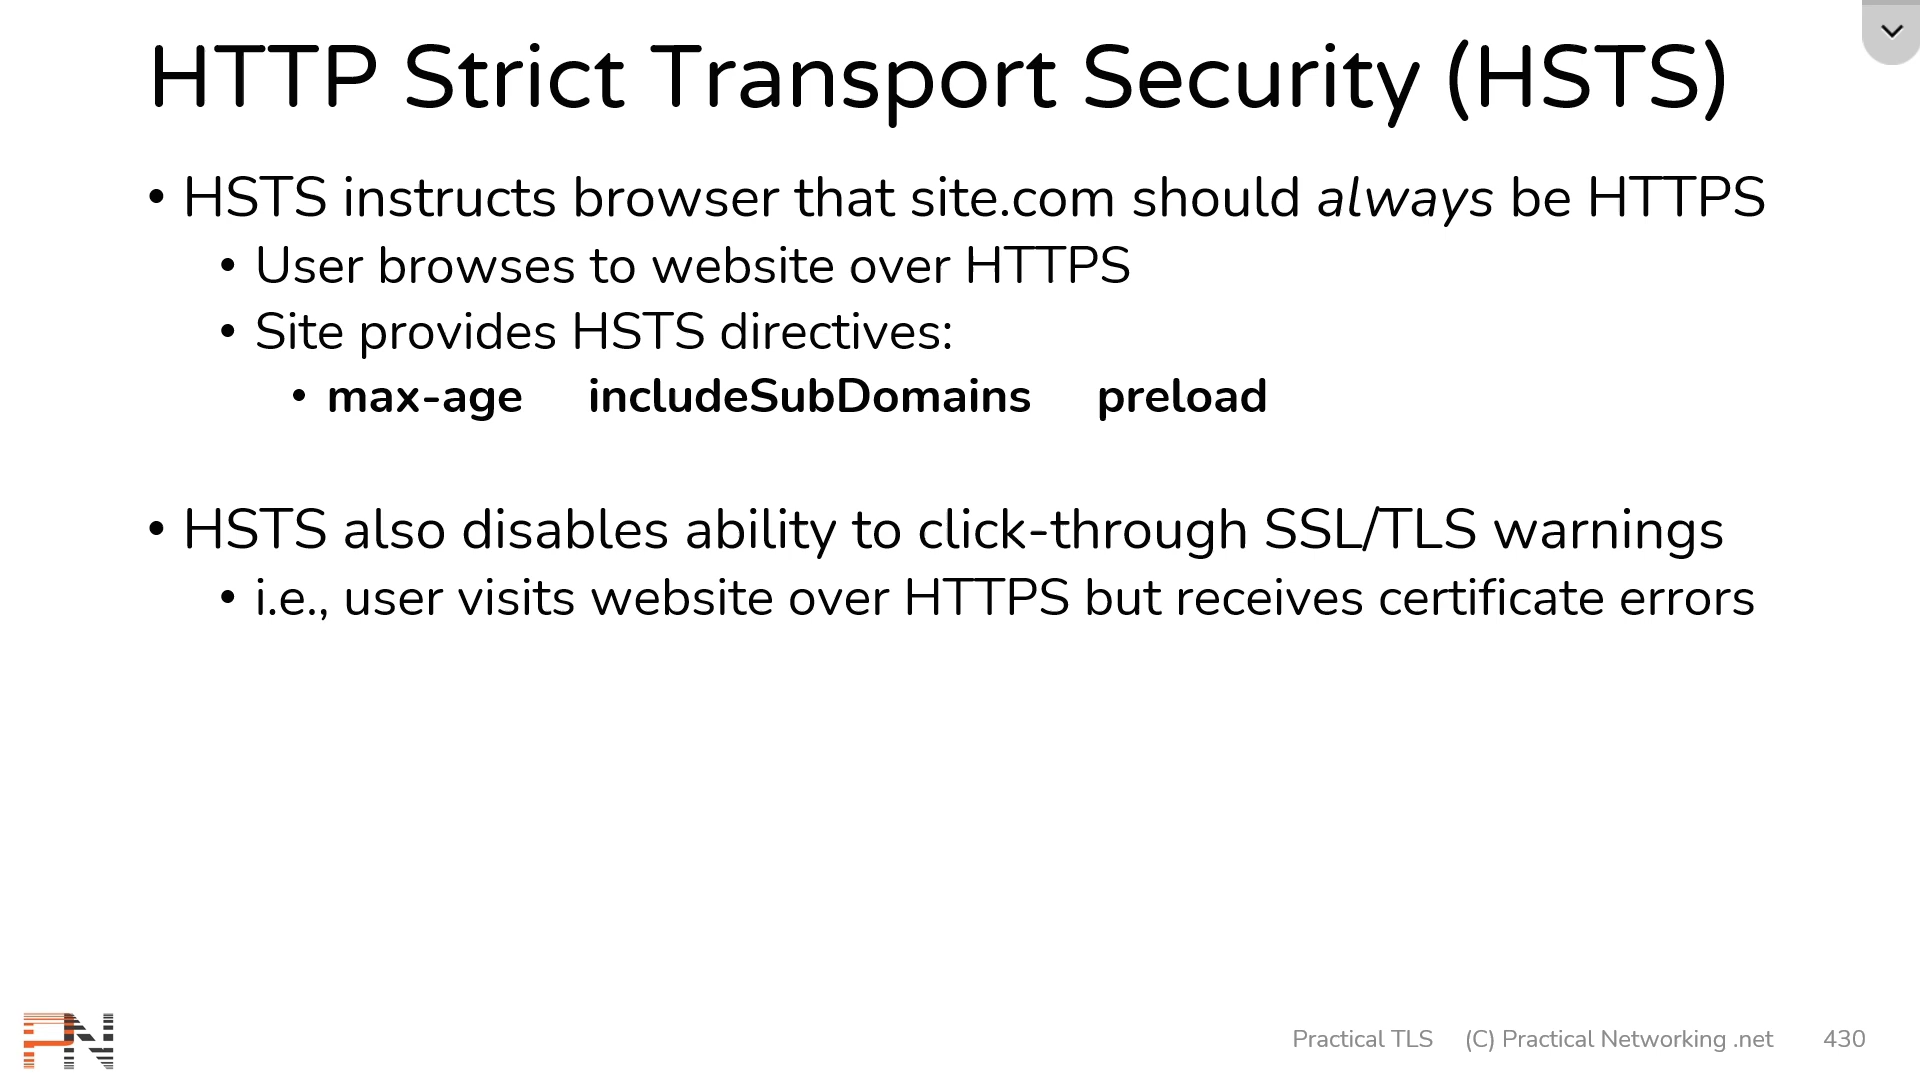 HTTP Strict Transport Security (HSTS)
• HSTS instructs browser that site.com should always be HTTPS
• User browses to website over HTTPS
• Site provides HSTS directives:
• max-age includeSubDomains preload
• HSTS also disables ability to click-through SSL/TLS warnings
• i.e., user visits website over HTTPS but receives certificate errors
PN
Practical TLS (C) Practical Networking .net 430